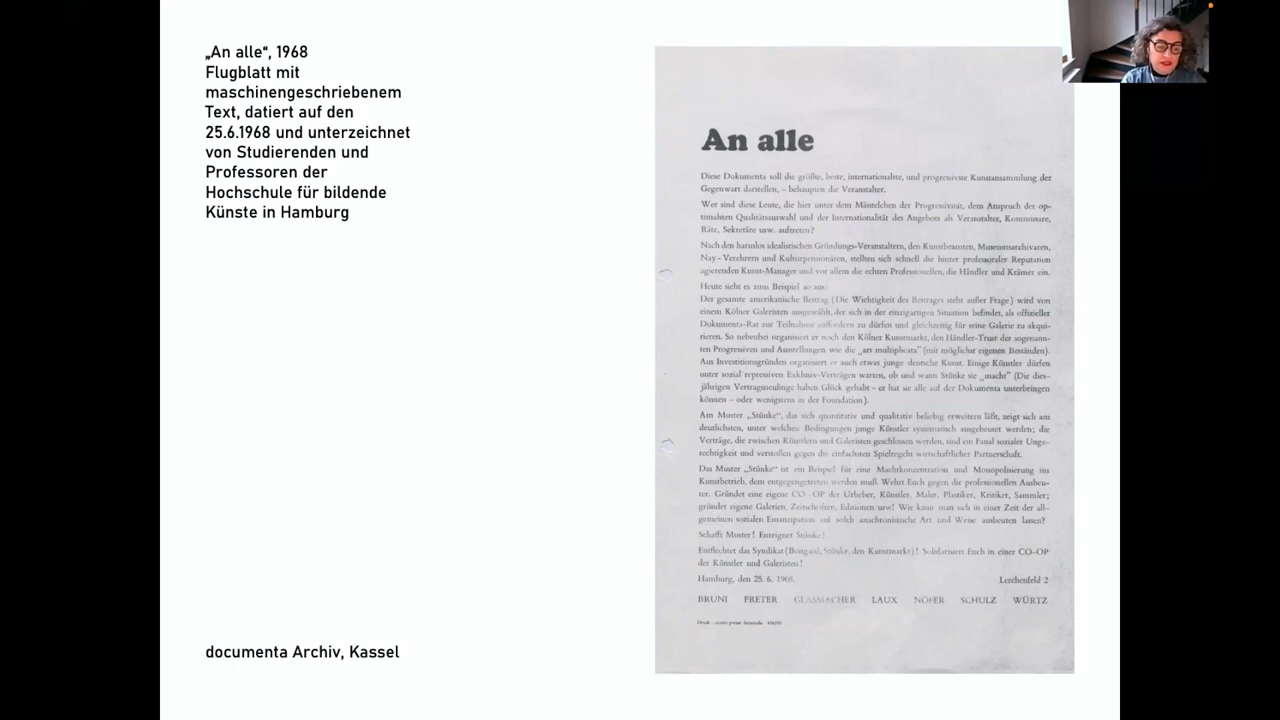 „An alle“, 1968
Flugblatt mit
maschinengeschriebenem
Text, datiert auf den
25.6.1968 und unterzeichnet
von Studierenden und
Professoren der
Hochschule für bildende
Künste in Hamburg
documenta Archiv, Kassel
An alle
Diese Dokumenta soll die größte, beste, internationalste, und progressivste Kunstansammlung der
Gegenwart darstellen, – behaupten die Veranstalter.
Wer sind diese Leute, die hier unter dem Mäntelchen der Progressivität, dem Anspruch der op-
timalsten Qualitätsauswahl und der Internationalität des Angebots als Veranstalter, Kommissare,
Räte, Sekretäre usw. auftreten?
Nach den harmlos idealistischen Gründungs-Veranstaltern, den Kunstbeamten, Museumsarchivaren,
Nay-Verehrern und Kulturpensionären, stellten sich schnell die hinter professoraler Reputation
agierenden Kunst-Manager und vor allem die echten Professionellen, die Händler und Krämer ein.
Heute sieht es zum Beispiel so aus:
Der gesamte amerikanische Beitrag (Die Wichtigkeit des Beitrages steht außer Frage) wird von
einem Kölner Galeristen ausgewählt, der sich in der einzigartigen Situation befindet, als offizieller
Dokumenta-Rat zur Teilnahme auffordern zu dürfen und gleichzeitig für seine Galerie zu akqui-
rieren. So nebenbei organisiert er noch den Kölner Kunstmarkt, den Händler-Trust der sogenann-
ten Progressiven und Ausstellungen wie die „ars multiplicata“ (mit möglichst eigenen Beständen).
Aus Investitionsgründen organisiert er auch etwas junge deutsche Kunst. Einige Künstler dürfen
unter sozial repressiven Exklusiv-Verträgen warten, ob und wann Stünke sie „macht“ (Die dies-
jährigen Vertragsneulinge haben Glück gehabt – er hat sie alle auf der Dokumenta unterbringen
können – oder wenigstens in der Foundation).
Am Muster „Stünke“, das sich quantitativ und qualitativ beliebig erweitern läßt, zeigt sich am
deutlichsten, unter welchen Bedingungen junge Künstler systematisch ausgebeutet werden; die
Verträge, die zwischen Künstlern und Galeristen geschlossen werden, sind ein Fanal sozialer Unge-
rechtigkeit und verstoßen gegen die einfachsten Spielregeln wirtschaftlicher Partnerschaft.
Das Muster „Stünke“ ist ein Beispiel für eine Machtkonzentration und Monopolisierung im
Kunstbetrieb, dem entgegengetreten werden muß. Wehrt Euch gegen die professionellen Ausbeu-
ter. Gründet eine eigene CO-OP der Urheber, Künstler, Maler, Plastiker, Kritiker, Sammler;
gründet eigene Galerien, Zeitschriften, Editionen usw! Wie kann man sich in einer Zeit der all-
gemeinen sozialen Emanzipation auf solch anachronistische Art und Weise ausbeuten lassen?
Schafft Muster! Enteignet Stünke!
Entflechtet das Syndikat (Bongard, Stünke, den Kunstmarkt)! Solidarisiert Euch in einer CO-OP
der Künstler und Galeristen!
Hamburg, den 25. 6. 1968. Lerchenfeld 2
BRUNI FRETER GLASMACHER LAUX NÖFER SCHULZ WÜRTZ